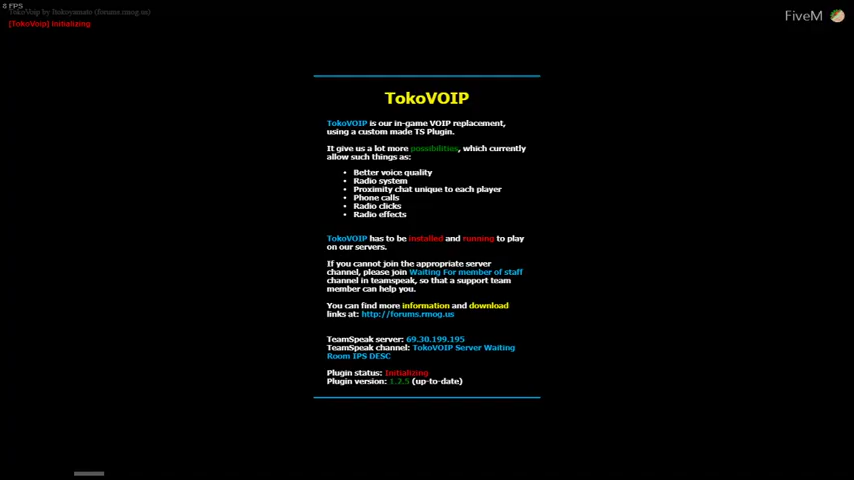 8 FPS
TokoVoip by Itokoyamato (forums.rmog.us)
[TokoVoip] Initializing
FiveM
TokoVOIP
TokoVOIP is our in-game VOIP replacement,
using a custom made TS Plugin.
It give us a lot more possibilities, which currently
allow such things as:
• Better voice quality
• Radio system
• Proximity chat unique to each player
• Phone calls
• Radio clicks
• Radio effects
TokoVOIP has to be installed and running to play
on our servers.
If you cannot join the appropriate server
channel, please join Waiting For member of staff
channel in teamspeak, so that a support team
member can help you.
You can find more information and download
links at: http://forums.rmog.us
TeamSpeak server: 69.30.199.195
TeamSpeak channel: TokoVOIP Server Waiting
Room IPS DESC
Plugin status: Initializing
Plugin version: 1.2.5 (up-to-date)